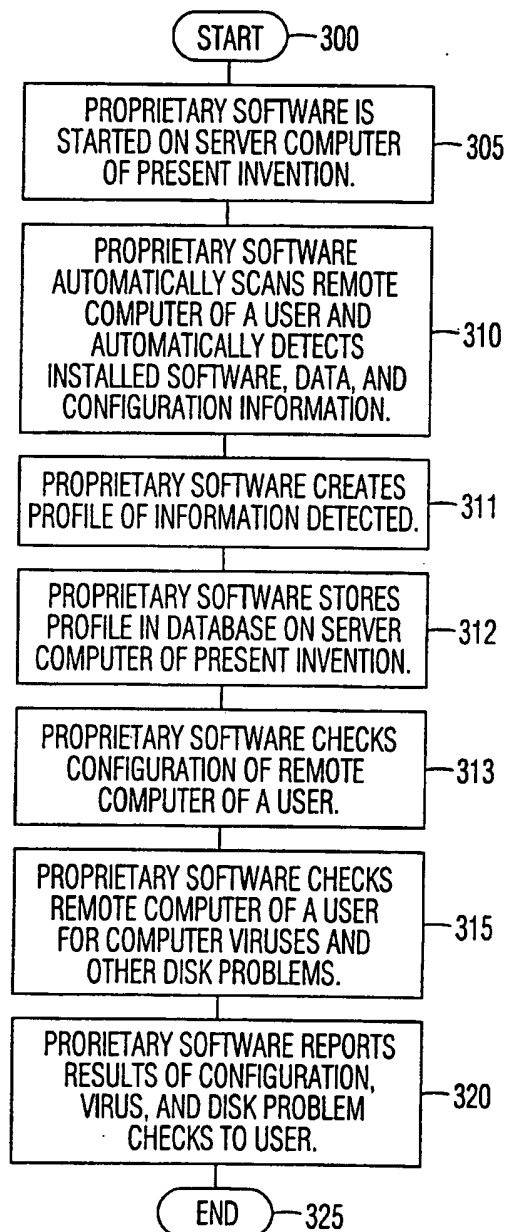 START 300
PROPRIETARY SOFTWARE IS
STARTED ON SERVER COMPUTER
OF PRESENT INVENTION.
305
PROPRIETARY SOFTWARE
AUTOMATICALLY SCANS REMOTE
COMPUTER OF A USER AND
AUTOMATICALLY DETECTS
INSTALLED SOFTWARE, DATA, AND
CONFIGURATION INFORMATION.
310
PROPRIETARY SOFTWARE CREATES
PROFILE OF INFORMATION DETECTED.
311
PROPRIETARY SOFTWARE STORES
PROFILE IN DATABASE ON SERVER
COMPUTER OF PRESENT INVENTION.
312
PROPRIETARY SOFTWARE CHECKS
CONFIGURATION OF REMOTE
COMPUTER OF A USER.
313
PROPRIETARY SOFTWARE CHECKS
REMOTE COMPUTER OF A USER
FOR COMPUTER VIRUSES AND
OTHER DISK PROBLEMS.
315
PRORIETARY SOFTWARE REPORTS
RESULTS OF CONFIGURATION,
VIRUS, AND DISK PROBLEM
CHECKS TO USER.
320
END 325